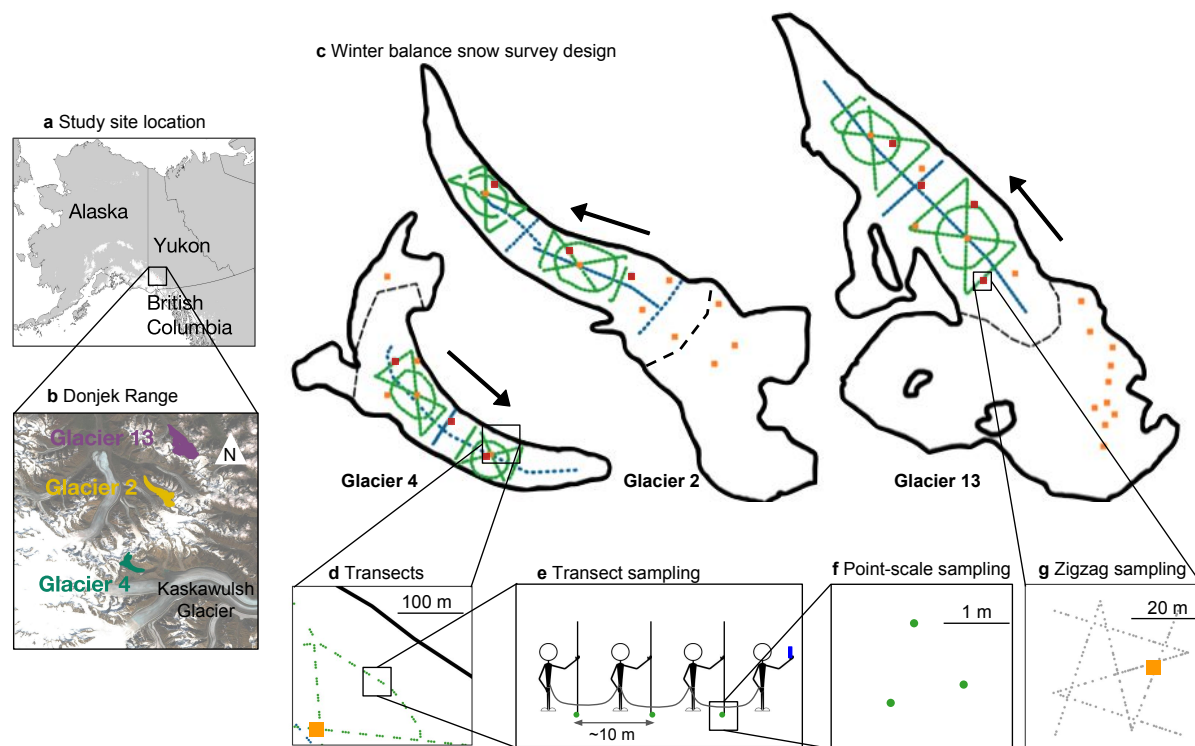 c Winter balance snow survey design
a Study site location
Alaska
Yukon
British
Columbia
b Donjek Range
Glacier 13
N
Glacier 2
Glacier 4
Kaskawulsh
Glacier
Glacier 4
Glacier 2
Glacier 13
d Transects
100 m
e Transect sampling
~10 m
f Point-scale sampling
1 m
g Zigzag sampling
20 m